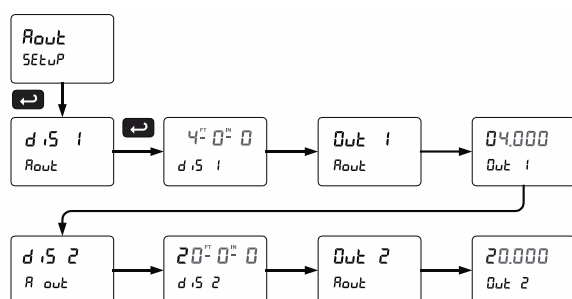 Aout
SEtuP
diS 1
Aout
4FT-0IN-0
diS 1
Out 1
Aout
04.000
Out 1
diS 2
A out
20FT-0IN-0
diS 2
Out 2
Aout
20.000
Out 2